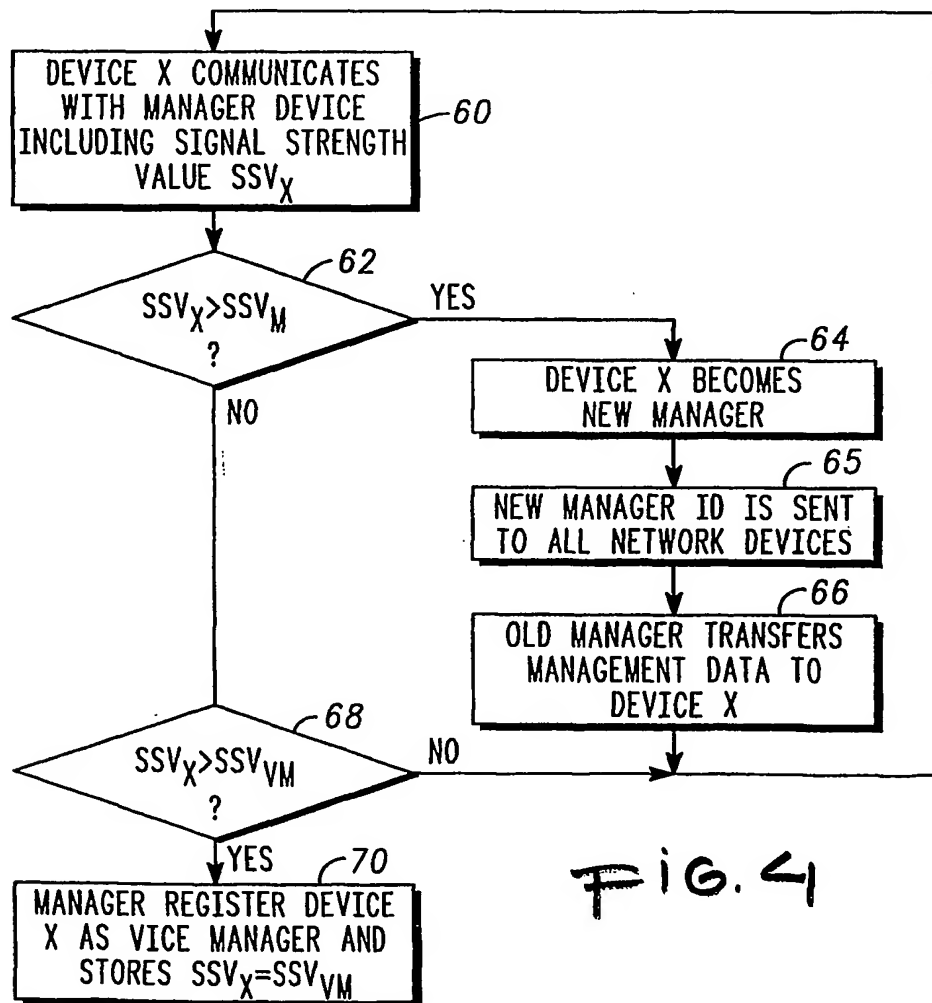 DEVICE X COMMUNICATES
WITH MANAGER DEVICE
INCLUDING SIGNAL STRENGTH
VALUE SSVX
60
62
SSVX>SSVM
?
YES
NO
64
DEVICE X BECOMES
NEW MANAGER
65
NEW MANAGER ID IS SENT
TO ALL NETWORK DEVICES
66
OLD MANAGER TRANSFERS
MANAGEMENT DATA TO
DEVICE X
68
SSVX>SSVVM
?
NO
YES
70
MANAGER REGISTER DEVICE
X AS VICE MANAGER AND
STORES SSVX=SSVVM
FIG. 4